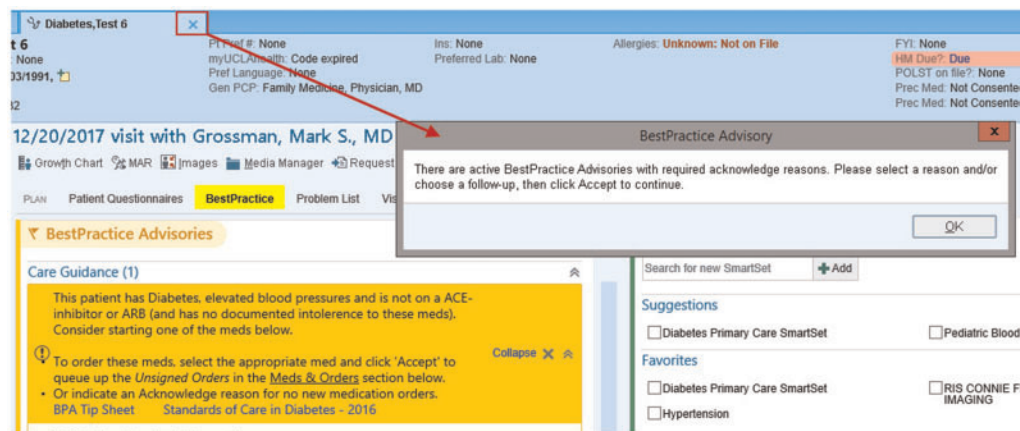 Diabetes,Test 6 X
t 6
: None
03/1991,
32
Pt Pref #: None
myUCLAhealth: Code expired
Pref Language: None
Gen PCP: Family Medicine, Physician, MD
Ins: None
Preferred Lab: None
Allergies: Unknown: Not on File
FYI: None
HM Due?: Due
POLST on file?: None
Prec Med: Not Consente
Prec Med: Not Consente
12/20/2017 visit with Grossman, Mark S., MD
Growth Chart MAR Images Media Manager Request
PLAN Patient Questionnaires BestPractice Problem List Vis
BestPractice Advisory X
There are active BestPractice Advisories with required acknowledge reasons. Please select a reason and/or
choose a follow-up, then click Accept to continue.
OK
BestPractice Advisories
Care Guidance (1)
This patient has Diabetes, elevated blood pressures and is not on a ACE-
inhibitor or ARB (and has no documented intolerence to these meds).
Consider starting one of the meds below.
Collapse X
To order these meds, select the appropriate med and click 'Accept' to
queue up the Unsigned Orders in the Meds & Orders section below.
• Or indicate an Acknowledge reason for no new medication orders.
BPA Tip Sheet Standards of Care in Diabetes - 2016
Search for new SmartSet + Add
Suggestions
Diabetes Primary Care SmartSet Pediatric Blood
Favorites
Diabetes Primary Care SmartSet RIS CONNIE F
IMAGING
Hypertension